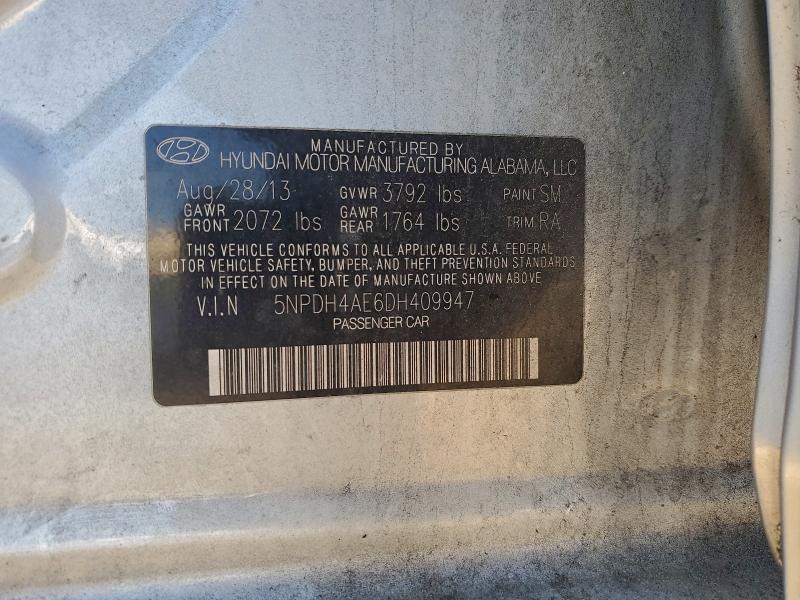 MANUFACTURED BY
HYUNDAI MOTOR MANUFACTURING ALABAMA, LLC
Aug/28/13 GVWR 3792 lbs PAINT SM
GAWR FRONT 2072 lbs GAWR REAR 1764 lbs TRIM RA
THIS VEHICLE CONFORMS TO ALL APPLICABLE U.S.A. FEDERAL
MOTOR VEHICLE SAFETY, BUMPER, AND THEFT PREVENTION STANDARDS
IN EFFECT ON THE DATE OF MANUFACTURE SHOWN ABOVE
V.I.N 5NPDH4AE6DH409947
PASSENGER CAR